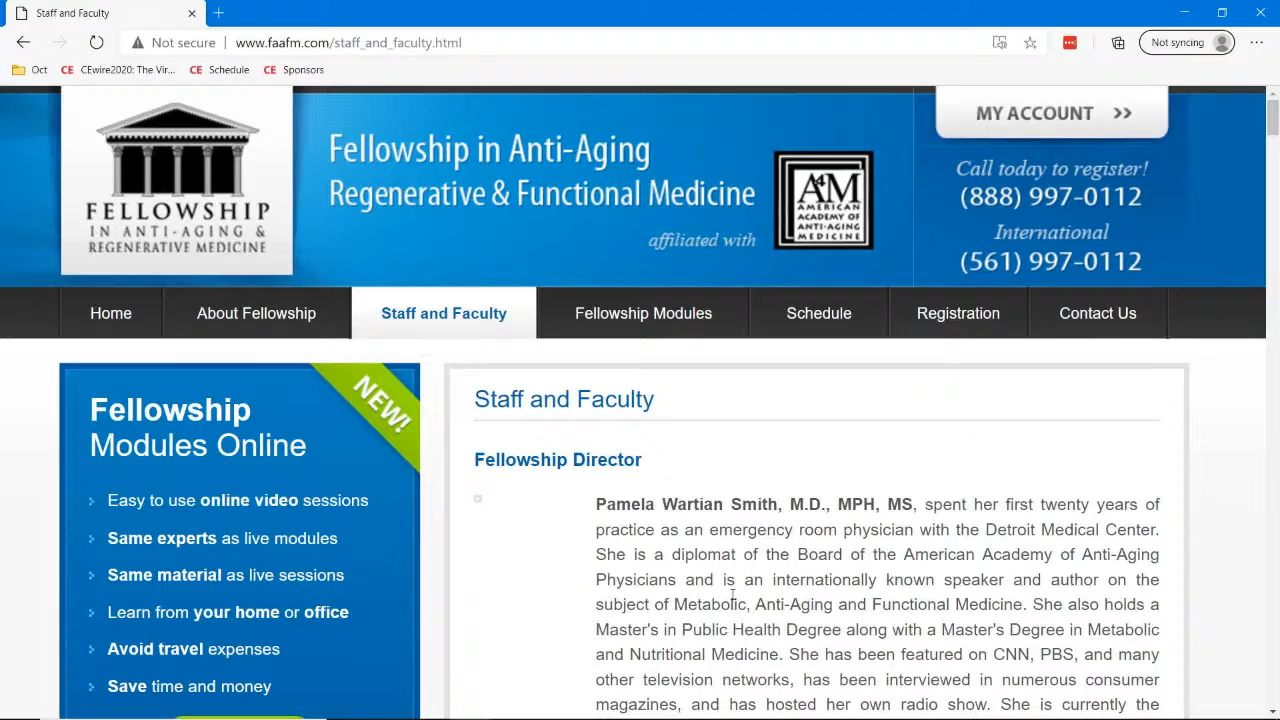 Staff and Faculty
Not secure | www.faafm.com/staff_and_faculty.html
Not syncing
Oct
CEwire2020: The Vir...
Schedule
Sponsors
FELLOWSHIP
IN ANTI-AGING &
REGENERATIVE MEDICINE
Fellowship in Anti-Aging
Regenerative & Functional Medicine
affiliated with
A4M
AMERICAN
ACADEMY OF
ANTI-AGING
MEDICINE
MY ACCOUNT >>
Call today to register!
(888) 997-0112
International
(561) 997-0112
Home
About Fellowship
Staff and Faculty
Fellowship Modules
Schedule
Registration
Contact Us
NEW!
Fellowship
Modules Online
Easy to use online video sessions
Same experts as live modules
Same material as live sessions
Learn from your home or office
Avoid travel expenses
Save time and money
Staff and Faculty
Fellowship Director
Pamela Wartian Smith, M.D., MPH, MS, spent her first twenty years of
practice as an emergency room physician with the Detroit Medical Center.
She is a diplomat of the Board of the American Academy of Anti-Aging
Physicians and is an internationally known speaker and author on the
subject of Metabolic, Anti-Aging and Functional Medicine. She also holds a
Master's in Public Health Degree along with a Master's Degree in Metabolic
and Nutritional Medicine. She has been featured on CNN, PBS, and many
other television networks, has been interviewed in numerous consumer
magazines, and has hosted her own radio show. She is currently the